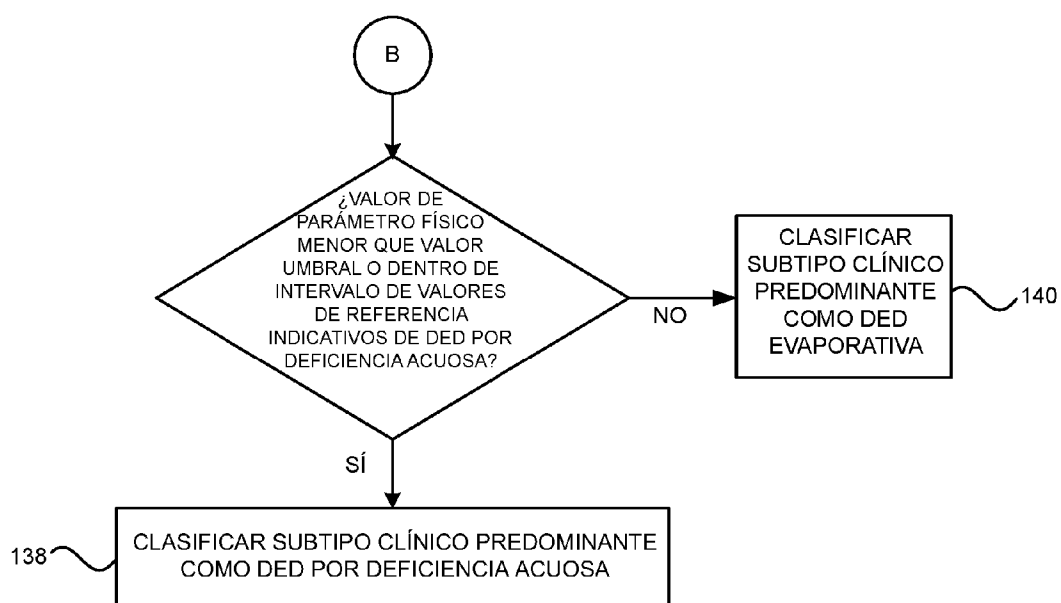 B
¿VALOR DE
PARÁMETRO FÍSICO
MENOR QUE VALOR
UMBRAL O DENTRO DE
INTERVALO DE VALORES
DE REFERENCIA
INDICATIVOS DE DED POR
DEFICIENCIA ACUOSA?
NO
CLASIFICAR
SUBTIPO CLÍNICO
PREDOMINANTE
COMO DED
EVAPORATIVA
140
SÍ
138
CLASIFICAR SUBTIPO CLÍNICO PREDOMINANTE
COMO DED POR DEFICIENCIA ACUOSA